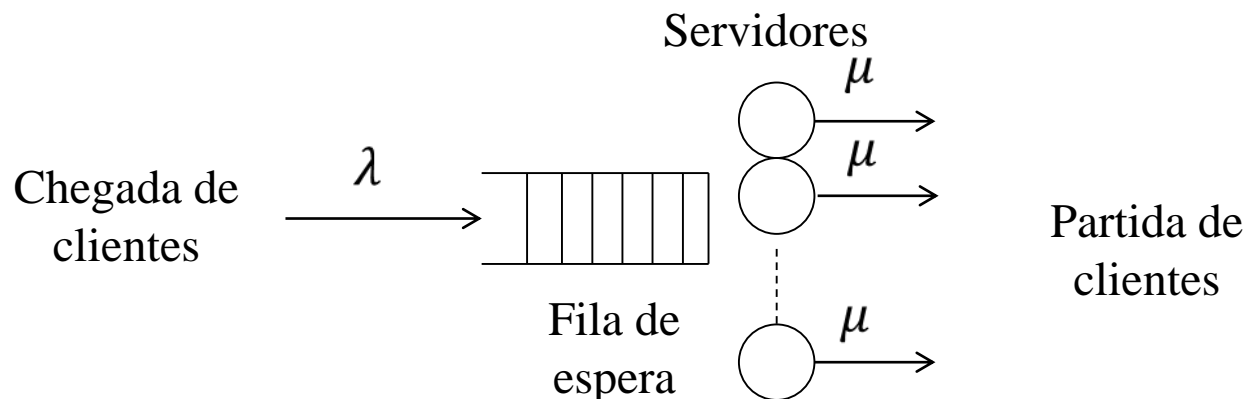 Servidores
μ
μ
λ
Chegada de
clientes
Partida de
clientes
Fila de
espera
μ